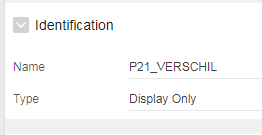 Identification
Name P21_VERSCHIL
Type Display Only